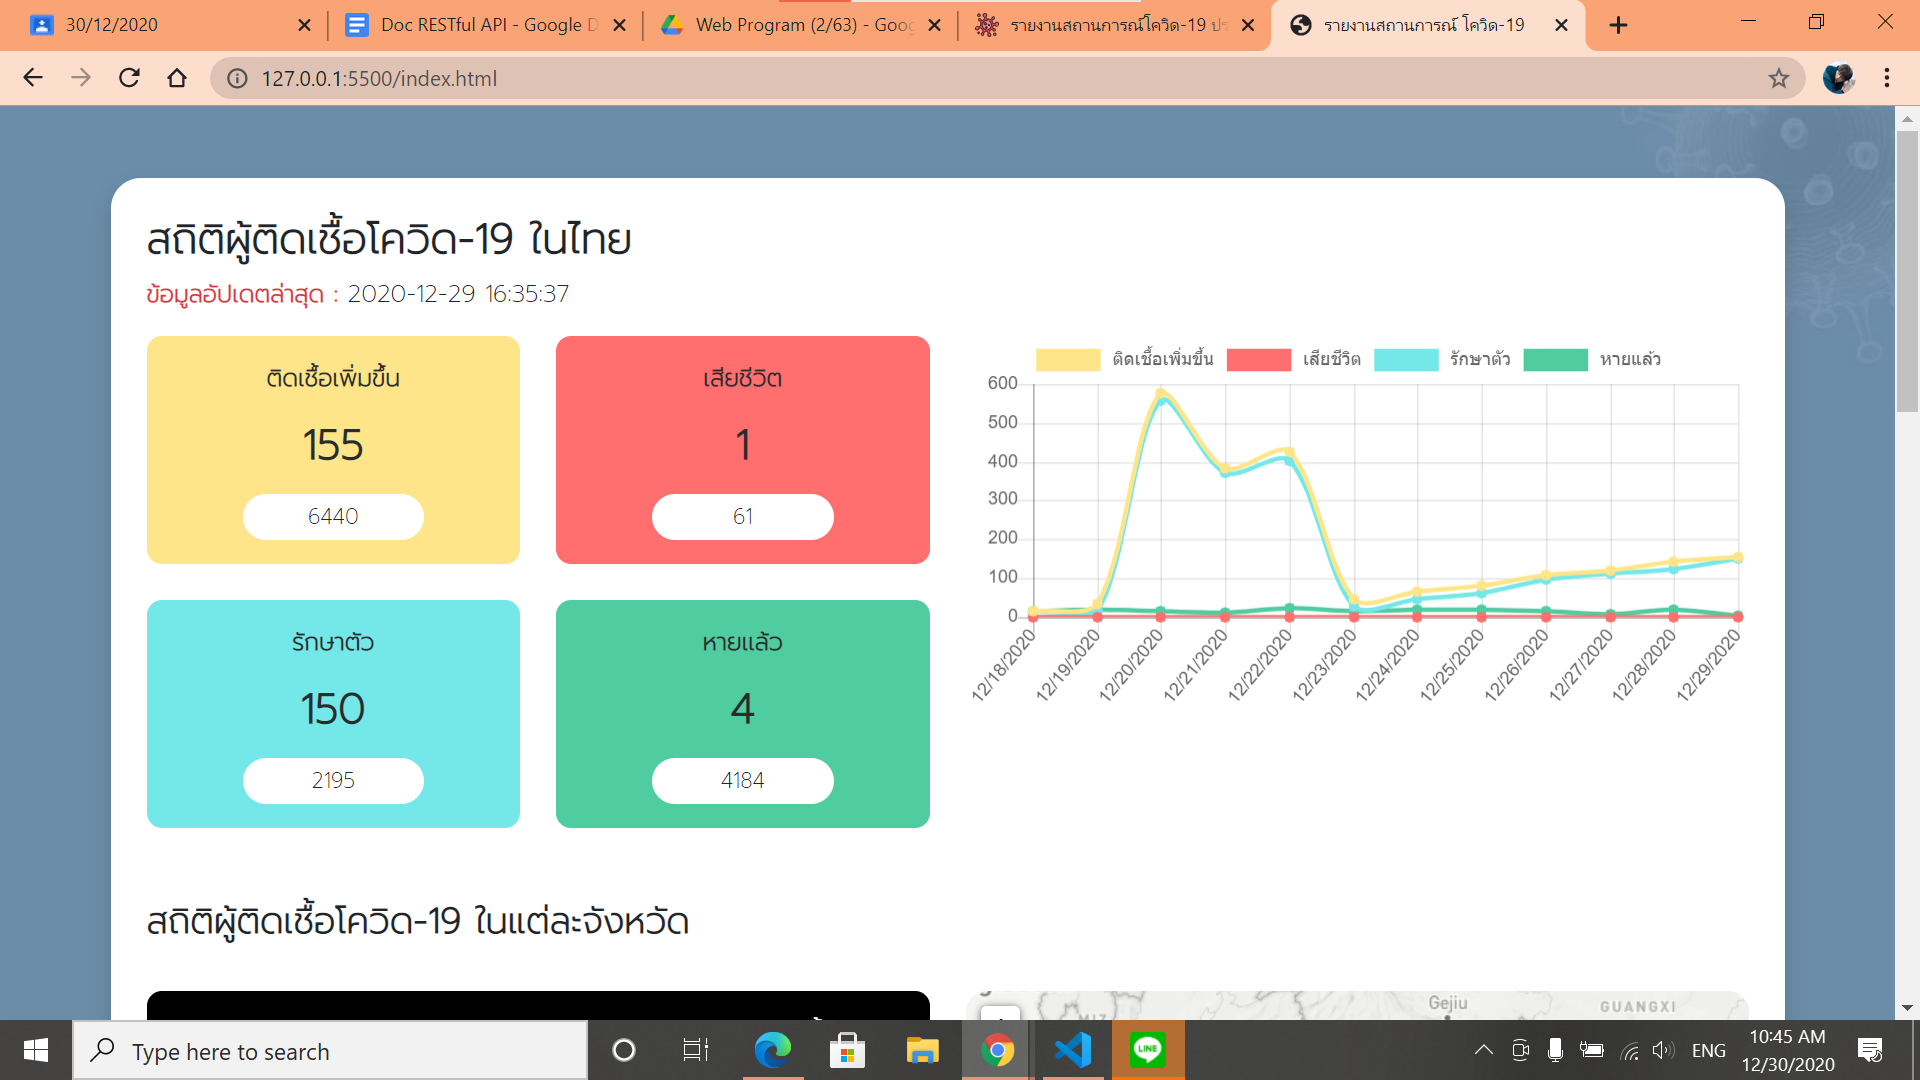 30/12/2020
Doc RESTful API - Google D
Web Program (2/63) - Goog
รายงานสถานการณ์โควิด-19 ปร
รายงานสถานการณ์ โควิด-19
127.0.0.1:5500/index.html
สถิติผู้ติดเชื้อโควิด-19 ในไทย
ข้อมูลอัปเดตล่าสุด : 2020-12-29 16:35:37
ติดเชื้อเพิ่มขึ้น
155
6440
เสียชีวิต
1
61
รักษาตัว
150
2195
หายแล้ว
4
4184
ติดเชื้อเพิ่มขึ้น เสียชีวิต รักษาตัว หายแล้ว
600
500
400
300
200
100
0
12/18/2020 12/19/2020 12/20/2020 12/21/2020 12/22/2020 12/23/2020 12/24/2020 12/25/2020 12/26/2020 12/27/2020 12/28/2020 12/29/2020
สถิติผู้ติดเชื้อโควิด-19 ในแต่ละจังหวัด
Gejiu
GUANGXI
Type here to search
LINE
ENG
10:45 AM
12/30/2020